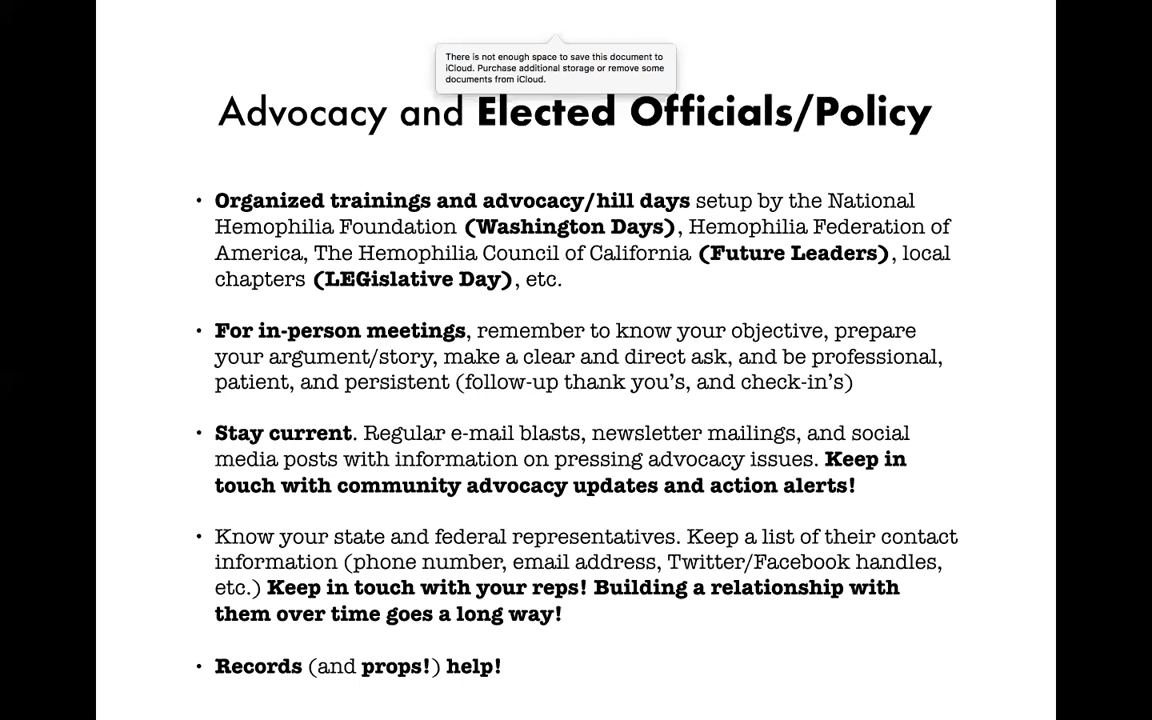 There is not enough space to save this document to
iCloud. Purchase additional storage or remove some
documents from iCloud.
Advocacy and Elected Officials/Policy
• Organized trainings and advocacy/hill days setup by the National
Hemophilia Foundation (Washington Days), Hemophilia Federation of
America, The Hemophilia Council of California (Future Leaders), local
chapters (LEGislative Day), etc.
• For in-person meetings, remember to know your objective, prepare
your argument/story, make a clear and direct ask, and be professional,
patient, and persistent (follow-up thank you’s, and check-in’s)
• Stay current. Regular e-mail blasts, newsletter mailings, and social
media posts with information on pressing advocacy issues. Keep in
touch with community advocacy updates and action alerts!
• Know your state and federal representatives. Keep a list of their contact
information (phone number, email address, Twitter/Facebook handles,
etc.) Keep in touch with your reps! Building a relationship with
them over time goes a long way!
• Records (and props!) help!